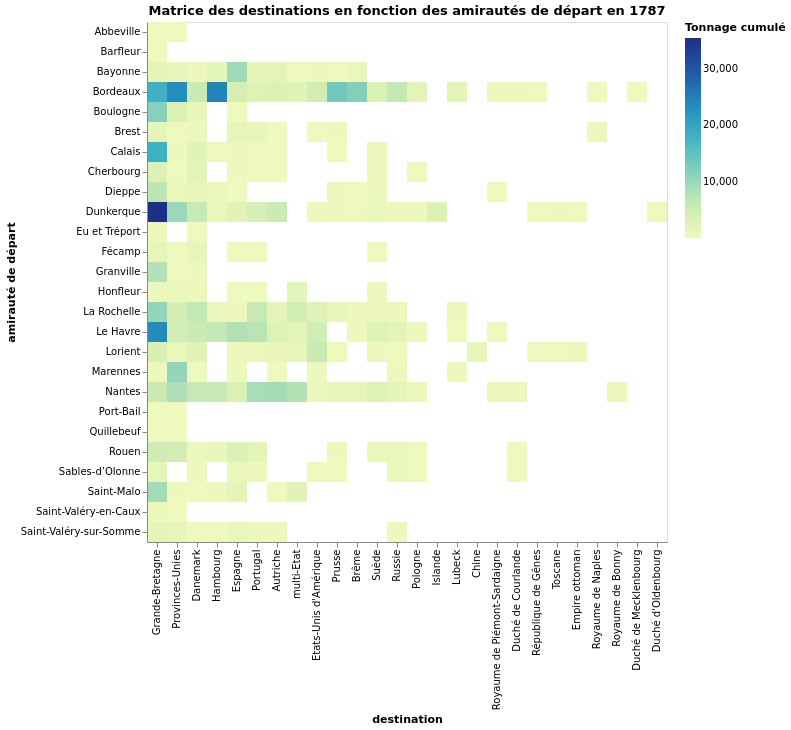 Matrice des destinations en fonction des amirautés de départ en 1787
Tonnage cumulé
30,000
20,000
10,000
amirauté de départ
Abbeville
Barfleur
Bayonne
Bordeaux
Boulogne
Brest
Calais
Cherbourg
Dieppe
Dunkerque
Eu et Tréport
Fécamp
Granville
Honfleur
La Rochelle
Le Havre
Lorient
Marennes
Nantes
Port-Bail
Quillebeuf
Rouen
Sables-d’Olonne
Saint-Malo
Saint-Valéry-en-Caux
Saint-Valéry-sur-Somme
Grande-Bretagne
Provinces-Unies
Danemark
Hambourg
Espagne
Portugal
Autriche
multi-Etat
Etats-Unis d'Amérique
Prusse
Brême
Suède
Russie
Pologne
Islande
Lubeck
Chine
Royaume de Piémont-Sardaigne
Duché de Courlande
République de Gênes
Toscane
Empire ottoman
Royaume de Naples
Royaume de Bonny
Duché de Mecklenbourg
Duché d'Oldenbourg
destination